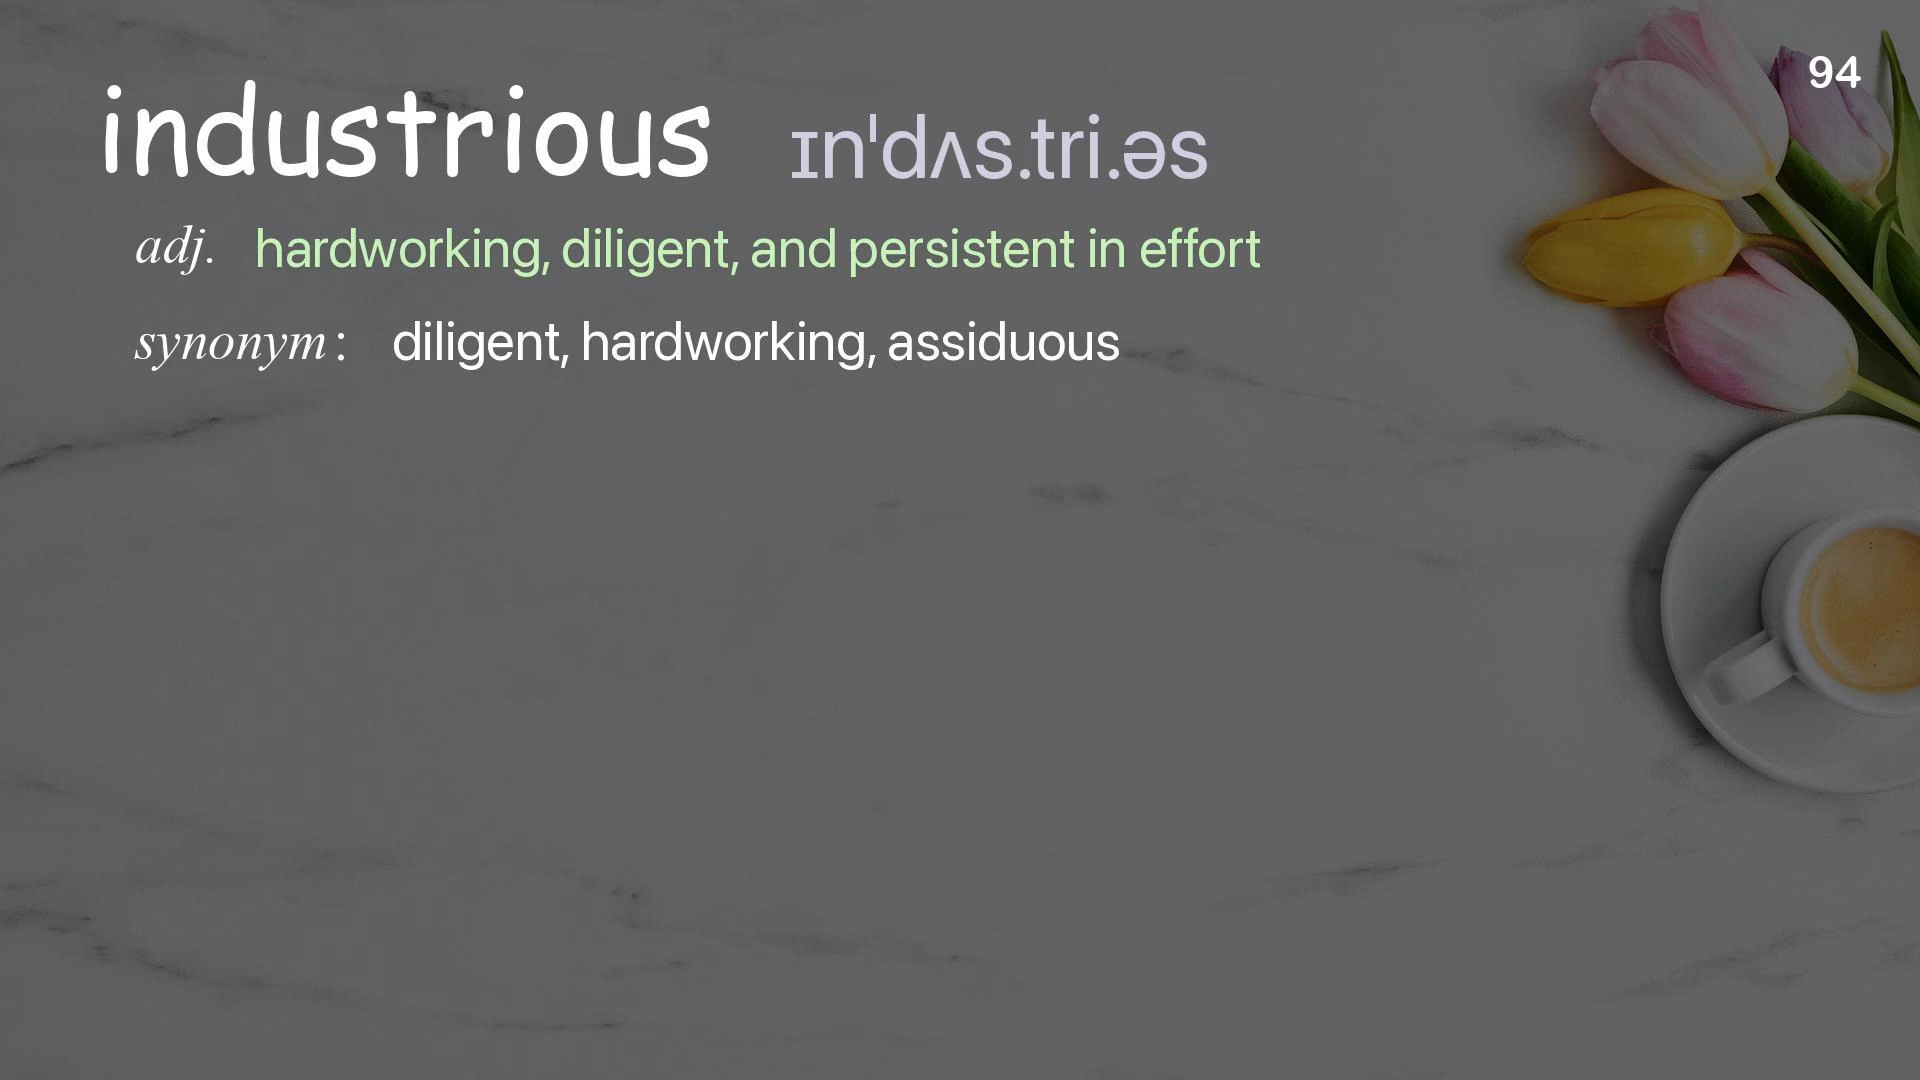 94
industrious ɪnˈdʌs.tri.əs
adj. hardworking, diligent, and persistent in effort
synonym : diligent, hardworking, assiduous